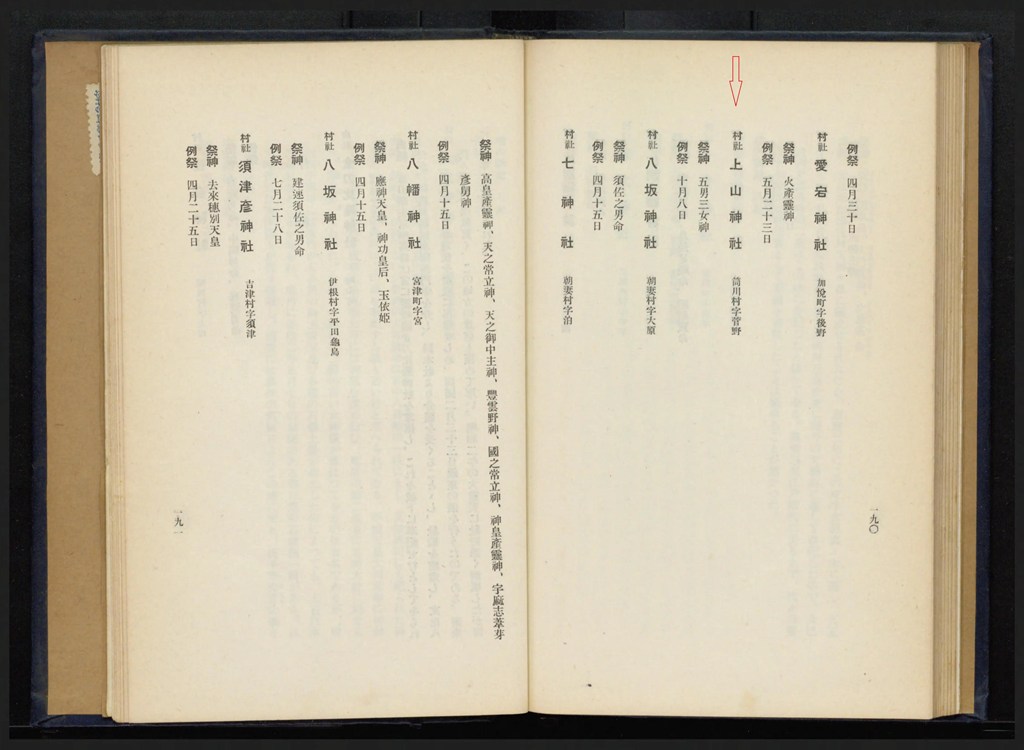 例祭 四月三十日
村社 愛宕神社 加悅町字後野
祭神 火產靈神
例祭 五月二十三日
村社 上山神社 筒川村字菅野
祭神 五男三女神
例祭 十月八日
村社 八坂神社 朝妻村字大原
祭神 須佐之男命
例祭 四月十五日
村社 七神社 朝妻村字泊
一九〇
祭神 高皇產靈神、天之常立神、天之御中主神、豐雲野神、國之常立神、神皇產靈神、宇麻志葦芽
彥舅神
例祭 四月十五日
村社 八幡神社 宮津町字宮
祭神 應神天皇、神功皇后、玉依姫
例祭 四月十五日
村社 八坂神社 伊根村字平田龜島
祭神 建速須佐之男命
例祭 七月二十八日
村社 須津彥神社 吉津村字須津
祭神 去來穗別天皇
例祭 四月二十五日
一九一